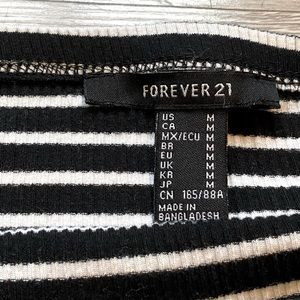 FOREVER 21
US M
CA M
MX/ECU M
BR M
EU M
UK M
KR M
JP M
CN 165/88A
MADE IN
BANGLADESH